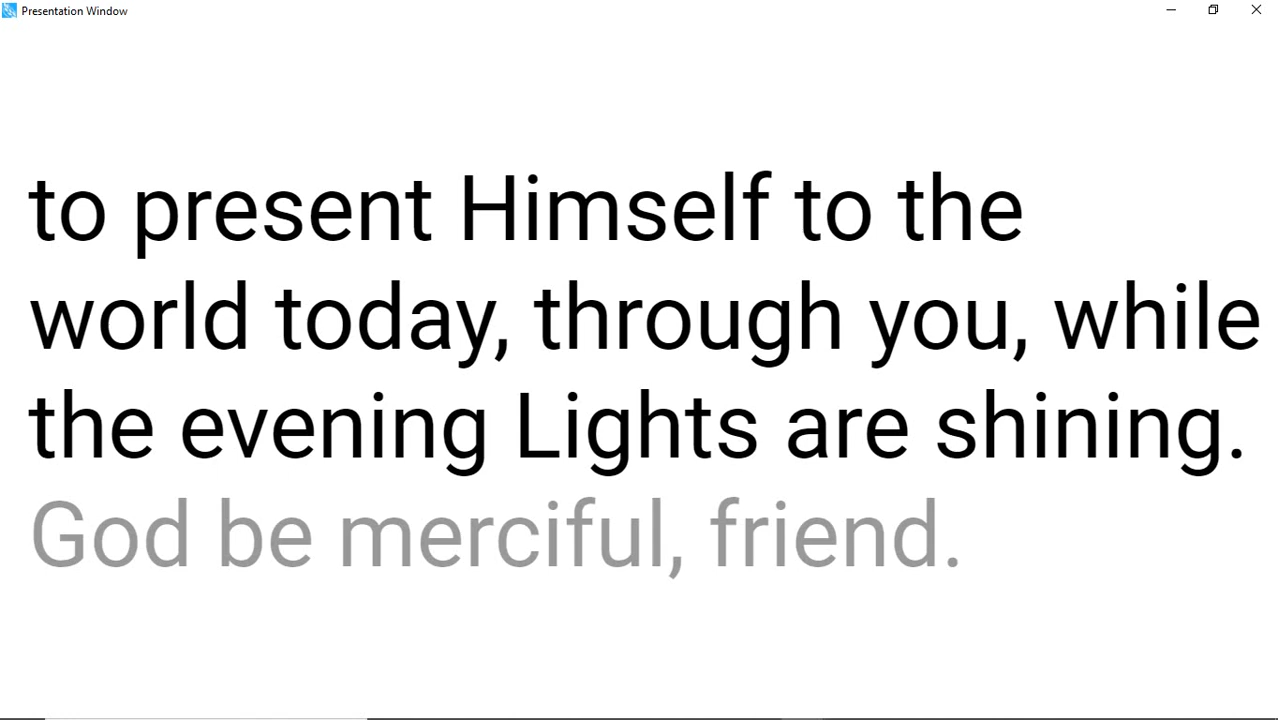 Presentation Window
to present Himself to the
world today, through you, while
the evening Lights are shining.
God be merciful, friend.